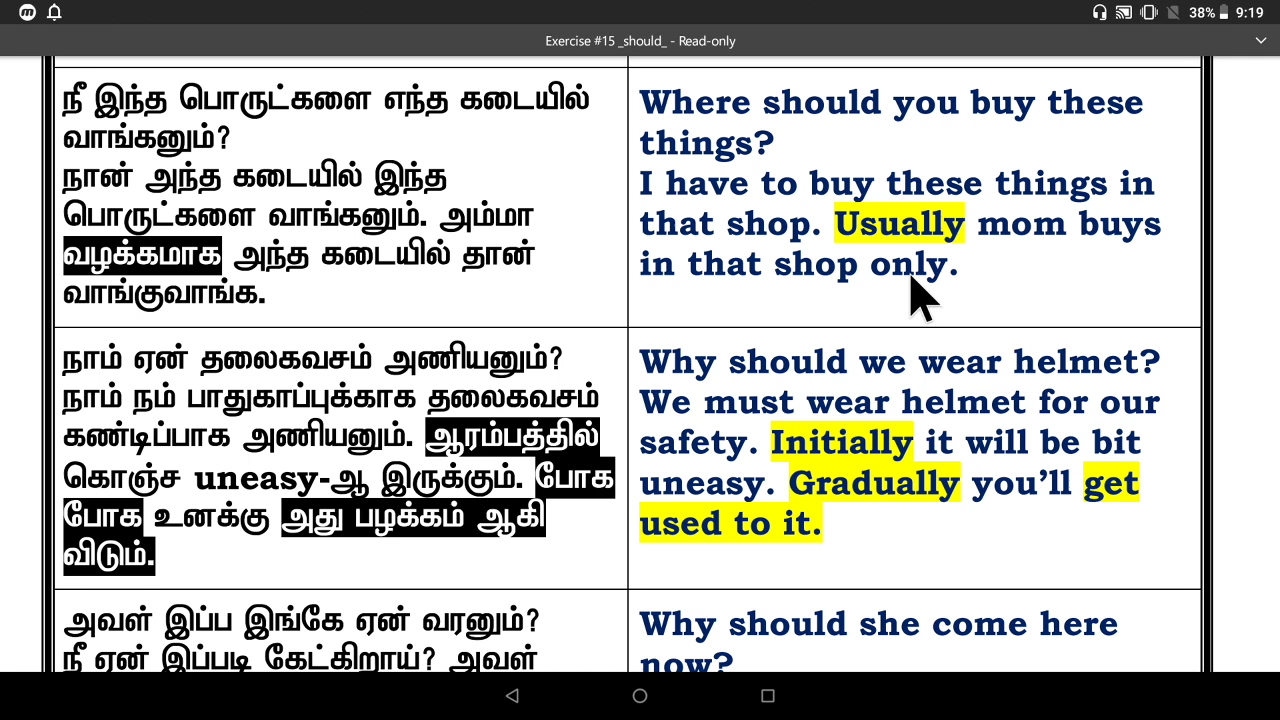 38% 9:19
Exercise #15 _should_ - Read-only
நீ இந்த பொருட்களை எந்த கடையில்
வாங்கனும்?
நான் அந்த கடையில் இந்த
பொருட்களை வாங்கனும். அம்மா
வழக்கமாக அந்த கடையில் தான்
வாங்குவாங்க.
Where should you buy these
things?
I have to buy these things in
that shop. Usually mom buys
in that shop only.
நாம் ஏன் தலைகவசம் அணியனும்?
நாம் நம் பாதுகாப்புக்காக தலைகவசம்
கண்டிப்பாக அணியனும். ஆரம்பத்தில்
கொஞ்ச uneasy-ஆ இருக்கும். போக
போக உனக்கு அது பழக்கம் ஆகி
விடும்.
Why should we wear helmet?
We must wear helmet for our
safety. Initially it will be bit
uneasy. Gradually you’ll get
used to it.
அவள் இப்ப இங்கே ஏன் வரனும்?
நீ ஏன் இப்படி கேட்கிறாய்? அவள்
Why should she come here
now?